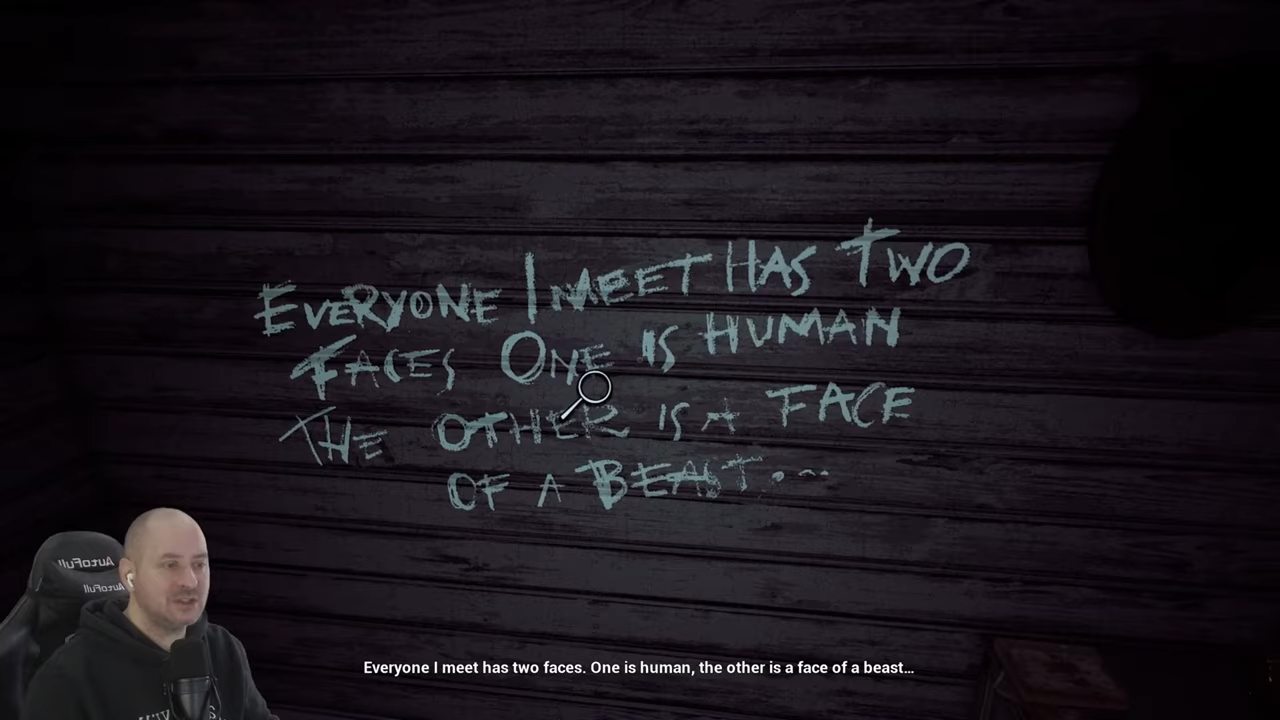 EVERYONE I MEET HAS TWO
FACES ONE IS HUMAN
THE OTHER IS A FACE
OF A BEAST...
AutoFull
AutoFull
Everyone I meet has two faces. One is human, the other is a face of a beast...